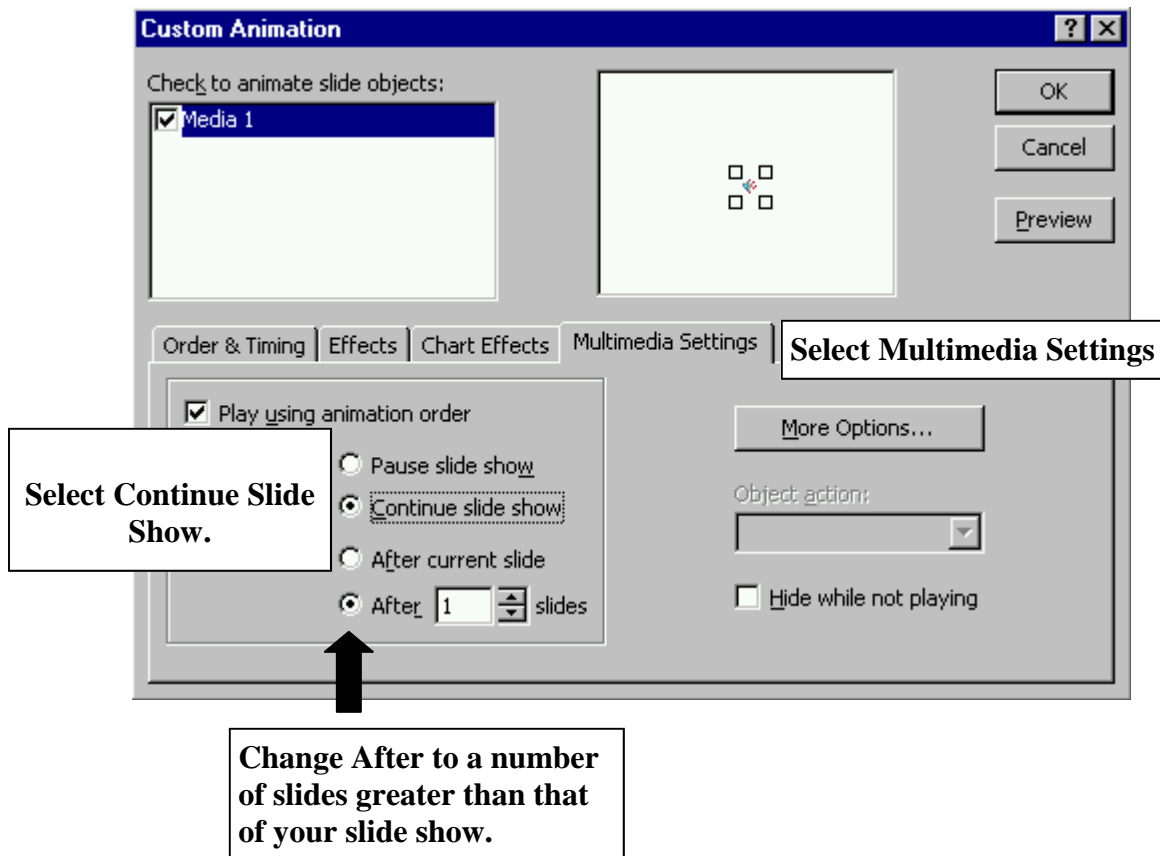 Custom Animation
Check to animate slide objects:
Media 1
OK
Cancel
Preview
Order & Timing
Effects
Chart Effects
Multimedia Settings
Select Multimedia Settings
Play using animation order
More Options...
Select Continue Slide
Show.
Pause slide show
Continue slide show
After current slide
After 1 slides
Object action:
Hide while not playing
Change After to a number
of slides greater than that
of your slide show.